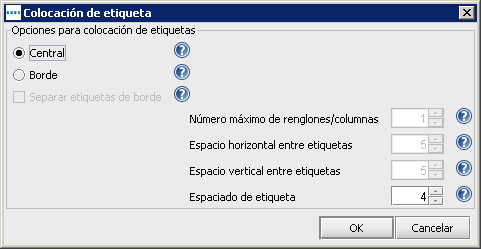 Colocación de etiqueta
Opciones para colocación de etiquetas
Central
Borde
Separar etiquetas de borde
Número máximo de renglones/columnas 1
Espacio horizontal entre etiquetas 5
Espacio vertical entre etiquetas 5
Espaciado de etiqueta 4
OK Cancelar